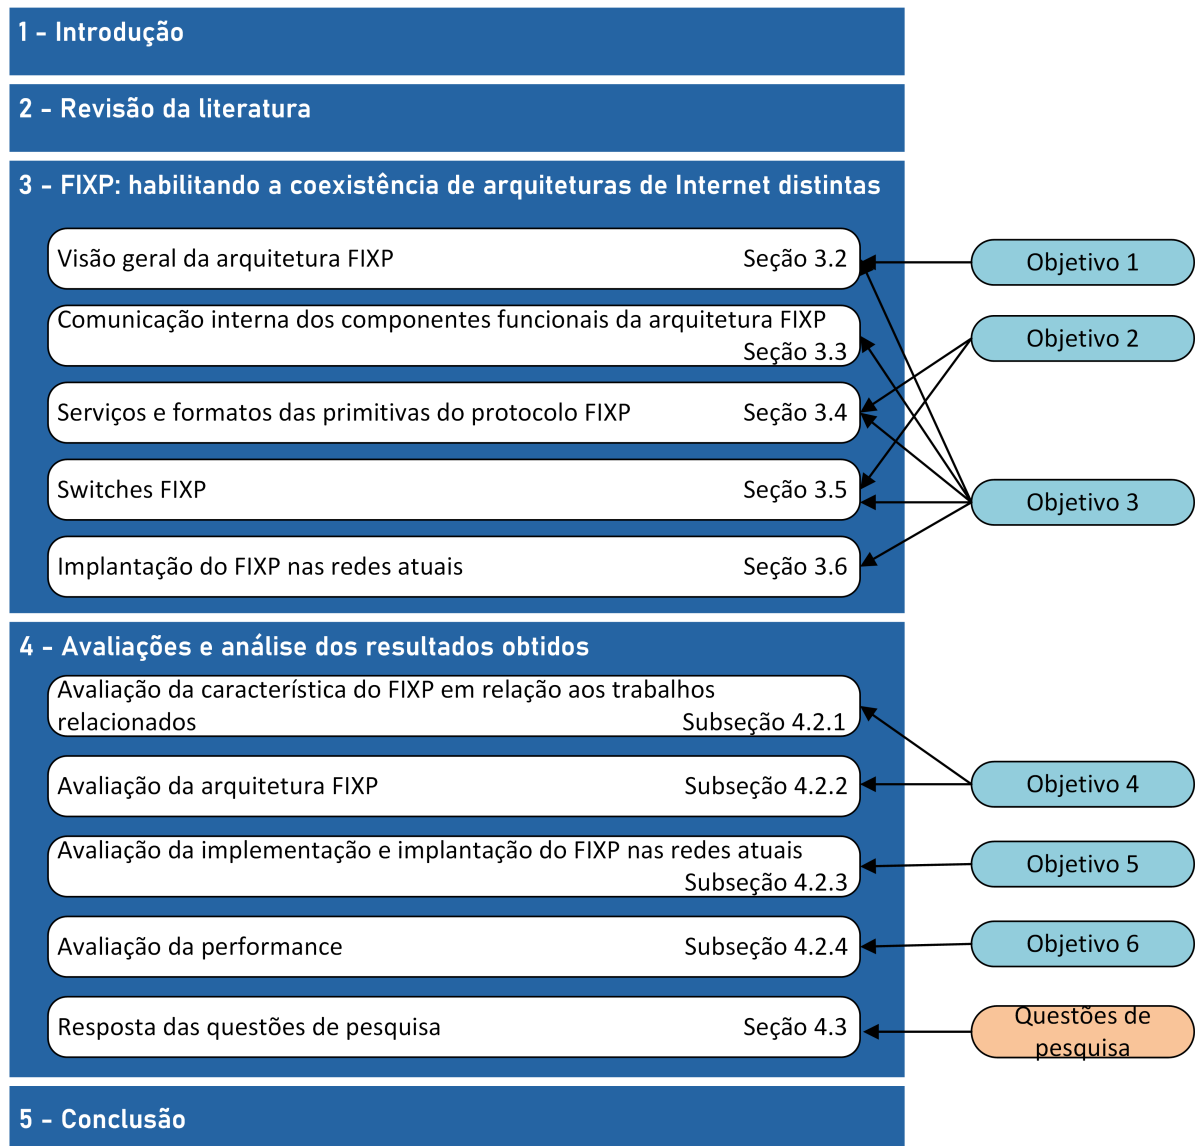 1 - Introdução
2 - Revisão da literatura
3 - FIXP: habilitando a coexistência de arquiteturas de Internet distintas
Visão geral da arquitetura FIXP Seção 3.2
Objetivo 1
Comunicação interna dos componentes funcionais da arquitetura FIXP
Seção 3.3
Objetivo 2
Serviços e formatos das primitivas do protocolo FIXP Seção 3.4
Switches FIXP Seção 3.5
Objetivo 3
Implantação do FIXP nas redes atuais Seção 3.6
4 - Avaliações e análise dos resultados obtidos
Avaliação da característica do FIXP em relação aos trabalhos
relacionados Subseção 4.2.1
Avaliação da arquitetura FIXP Subseção 4.2.2
Objetivo 4
Avaliação da implementação e implantação do FIXP nas redes atuais
Subseção 4.2.3
Objetivo 5
Avaliação da performance Subseção 4.2.4
Objetivo 6
Resposta das questões de pesquisa Seção 4.3
Questões de
pesquisa
5 - Conclusão